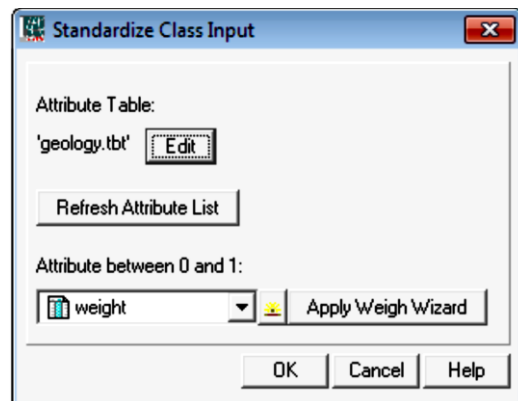 Standardize Class Input
Attribute Table:
'geology.tbt' Edit
Refresh Attribute List
Attribute between 0 and 1:
weight Apply Weigh Wizard
OK Cancel Help